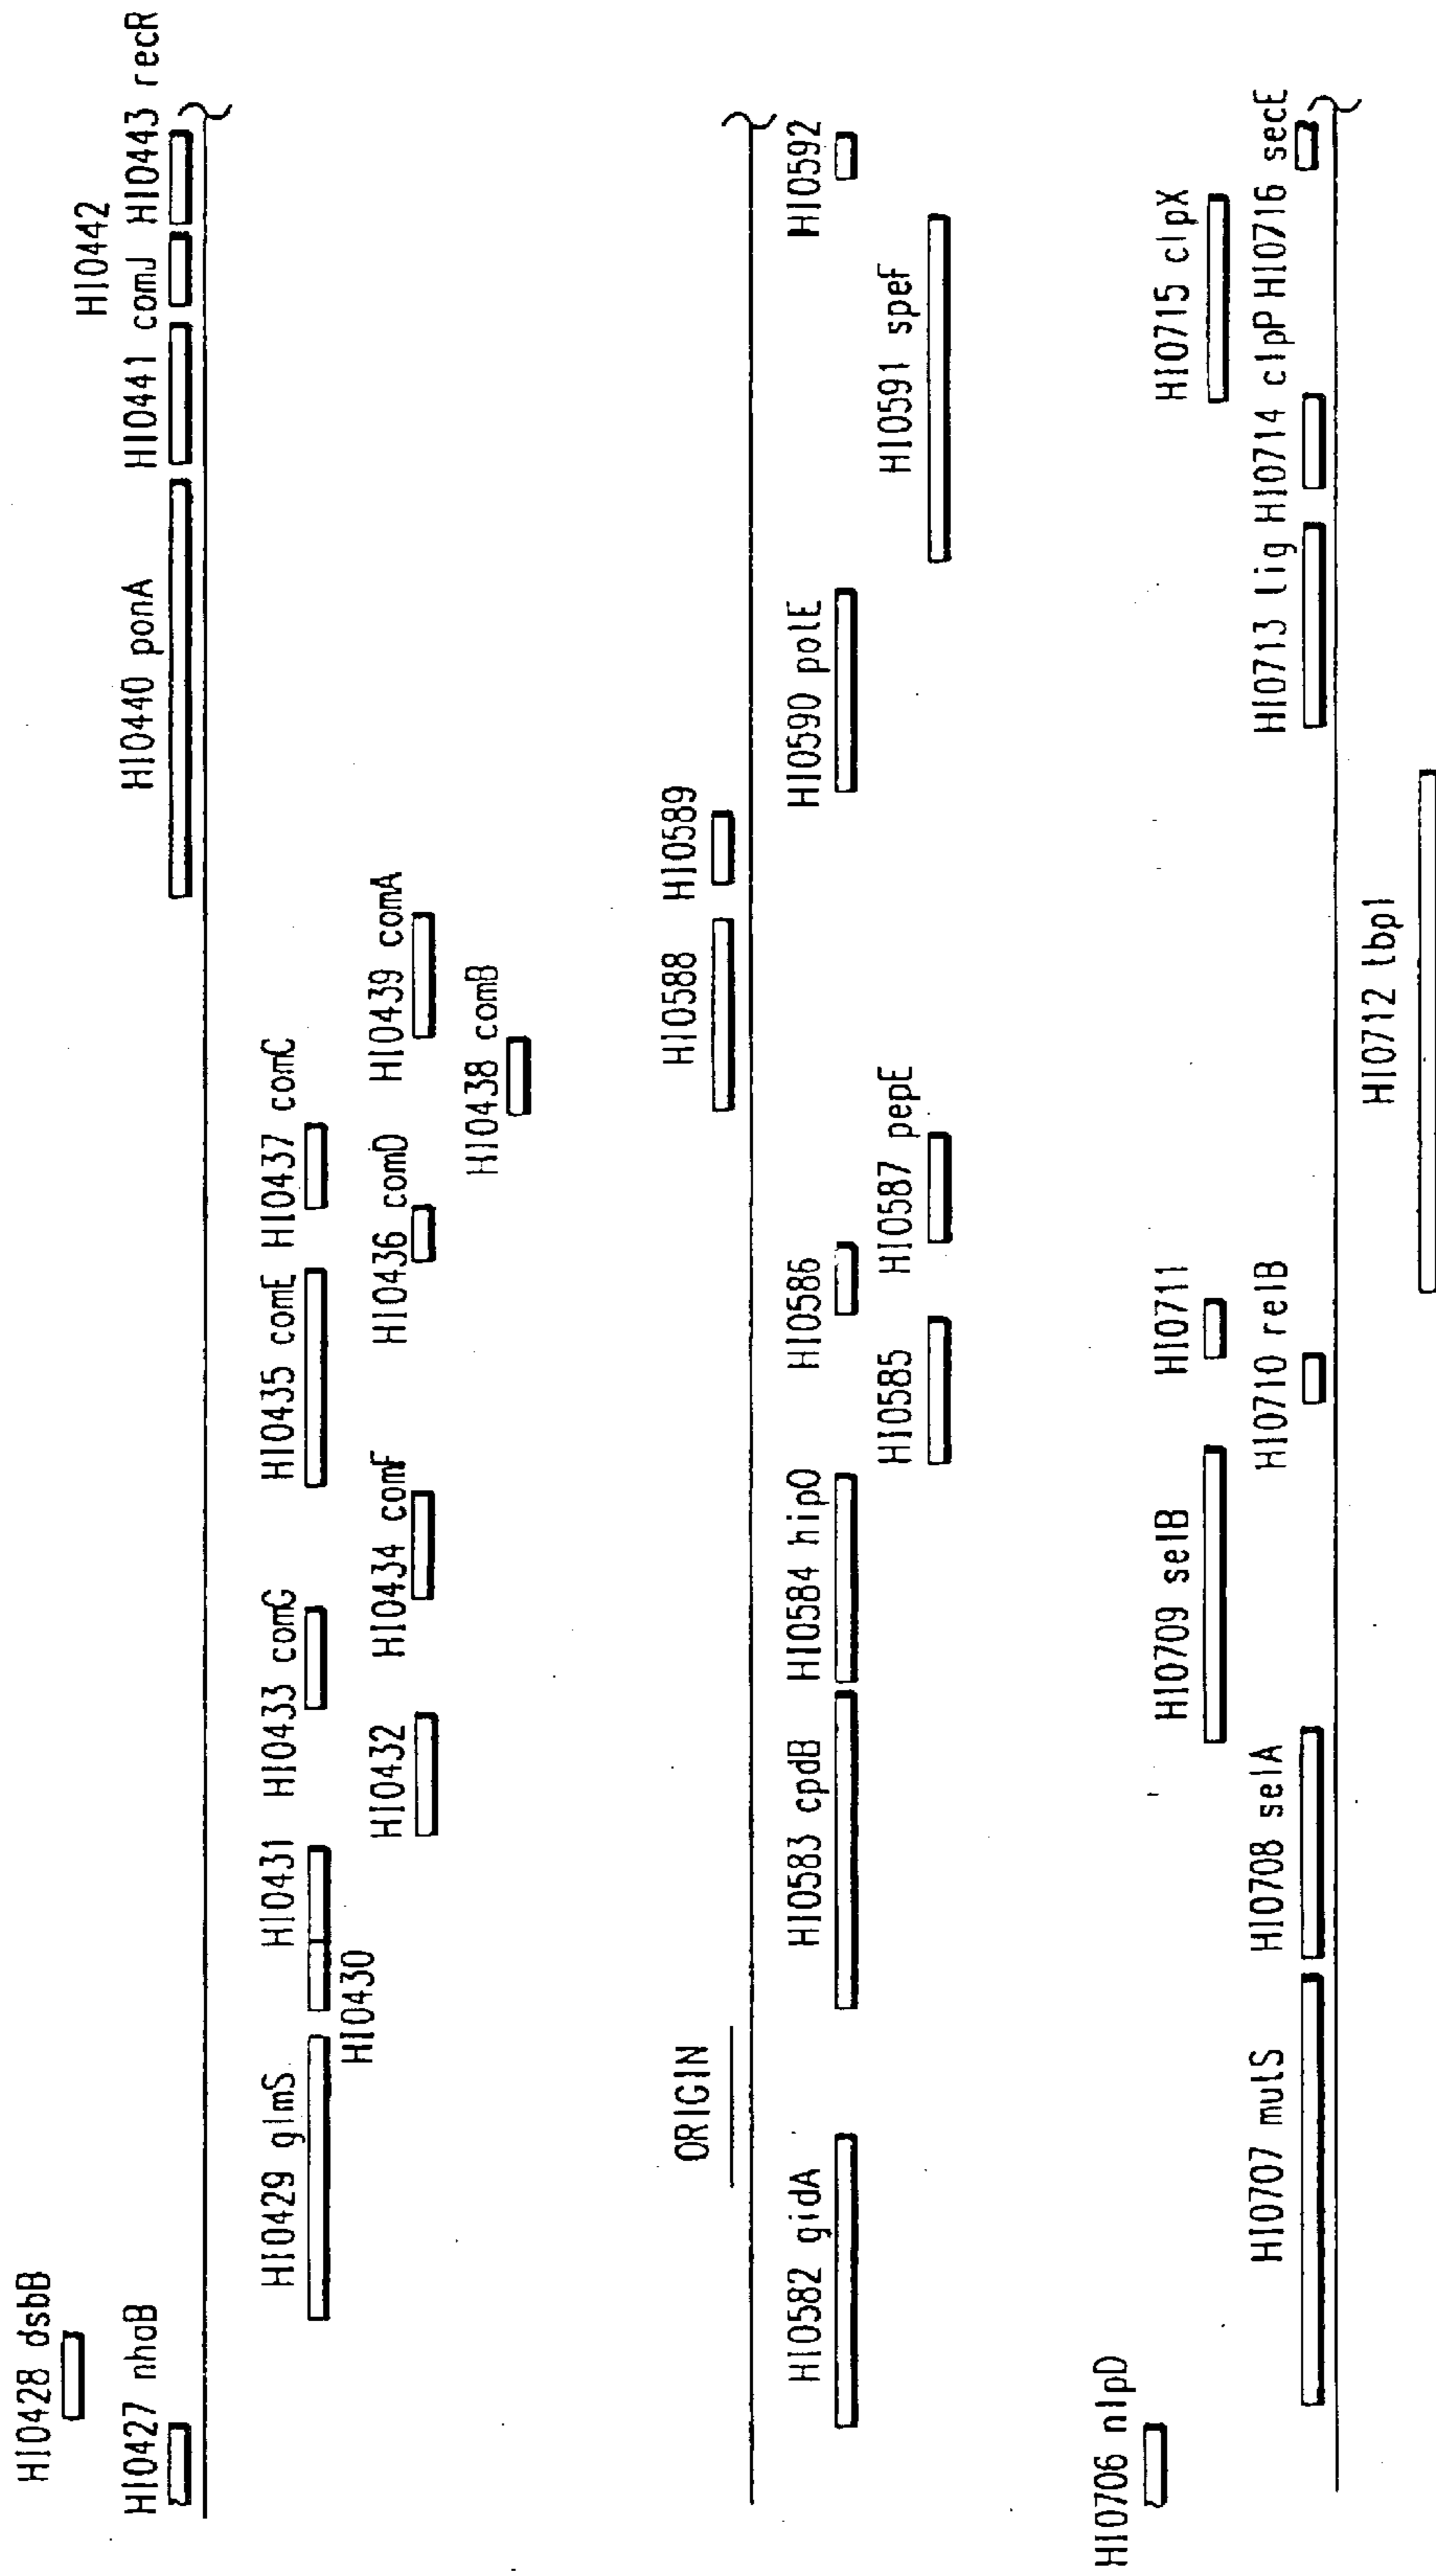 HI0428 dsbB
HI0427 nhaB
HI0440 ponA
HI0441 comJ
HI0442
HI0443 recR
HI0429 glmS
HI0430
HI0431
HI0433 comG
HI0435 comE
HI0437 comC
HI0432
HI0434 comF
HI0436 comD
HI0439 comA
HI0438 comB
ORIGIN
HI0588
HI0589
HI0582 gidA
HI0583 cpdB
HI0584 hipO
HI0586
HI0590 polE
HI0592
HI0585
HI0587 pepE
HI0591 speF
HI0706 nlpD
HI0709 selB
HI0711
HI0715 clpX
HI0707 mutS
HI0708 selA
HI0710 relB
HI0713 lig
HI0714 clpP
HI0716 secE
HI0712 tbp1